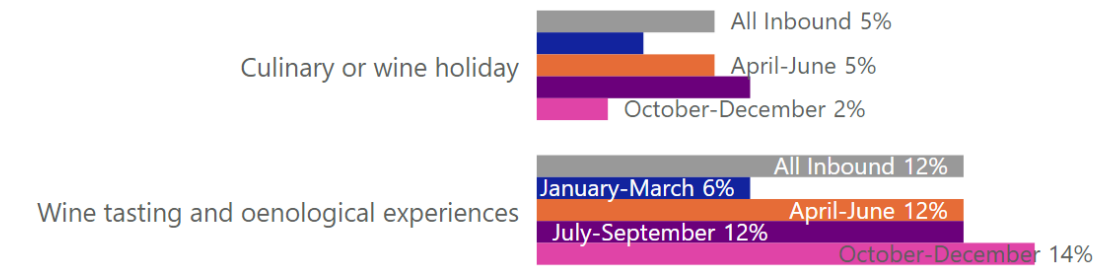 All Inbound 5%
Culinary or wine holiday
April-June 5%
October-December 2%
All Inbound 12%
January-March 6%
Wine tasting and oenological experiences
April-June 12%
July-September 12%
October-December 14%